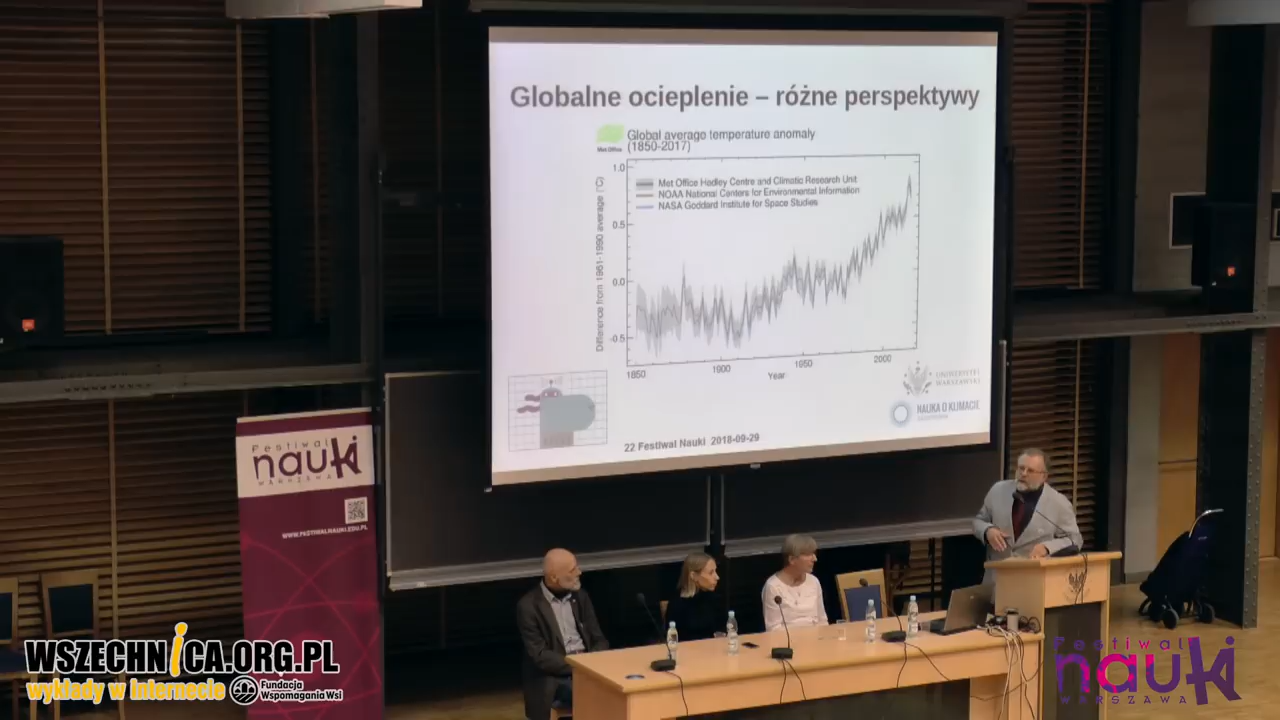 Globalne ocieplenie – różne perspektywy
Met Office
Global average temperature anomaly
(1850-2017)
Difference from 1961-1990 average (°C)
1.0
0.5
0.0
-0.5
Met Office Hadley Centre and Climatic Research Unit
NOAA National Centers for Environmental Information
NASA Goddard Institute for Space Studies
1850
1900
1950
2000
Year
UNIWERSYTET
WARSZAWSKI
NAUKA O KLIMACIE
22 Festiwal Nauki 2018-09-29
Festiwal
nauki
WARSZAWA
WWW.FESTIWALNAUKI.EDU.PL
WSZECHNiCA.ORG.PL
wykłady w internecie
Fundacja
Wspomagania Wsi
Festiwal
nauki
WARSZAWA